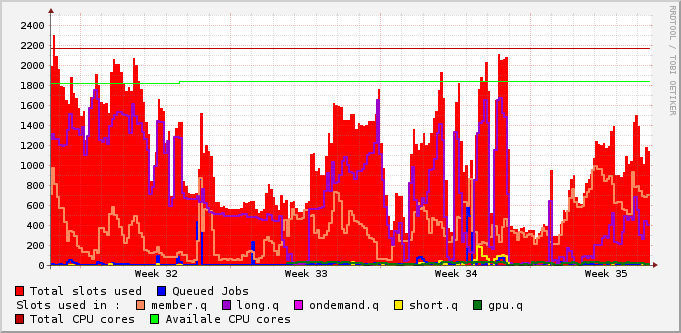 2400
2200
2000
1800
1600
1400
1200
1000
800
600
400
200
0
Week 32 Week 33 Week 34 Week 35
RRDTOOL / TOBI OETIKER
Total slots used Queued Jobs
Slots used in : member.q long.q ondemand.q short.q gpu.q
Total CPU cores Availale CPU cores